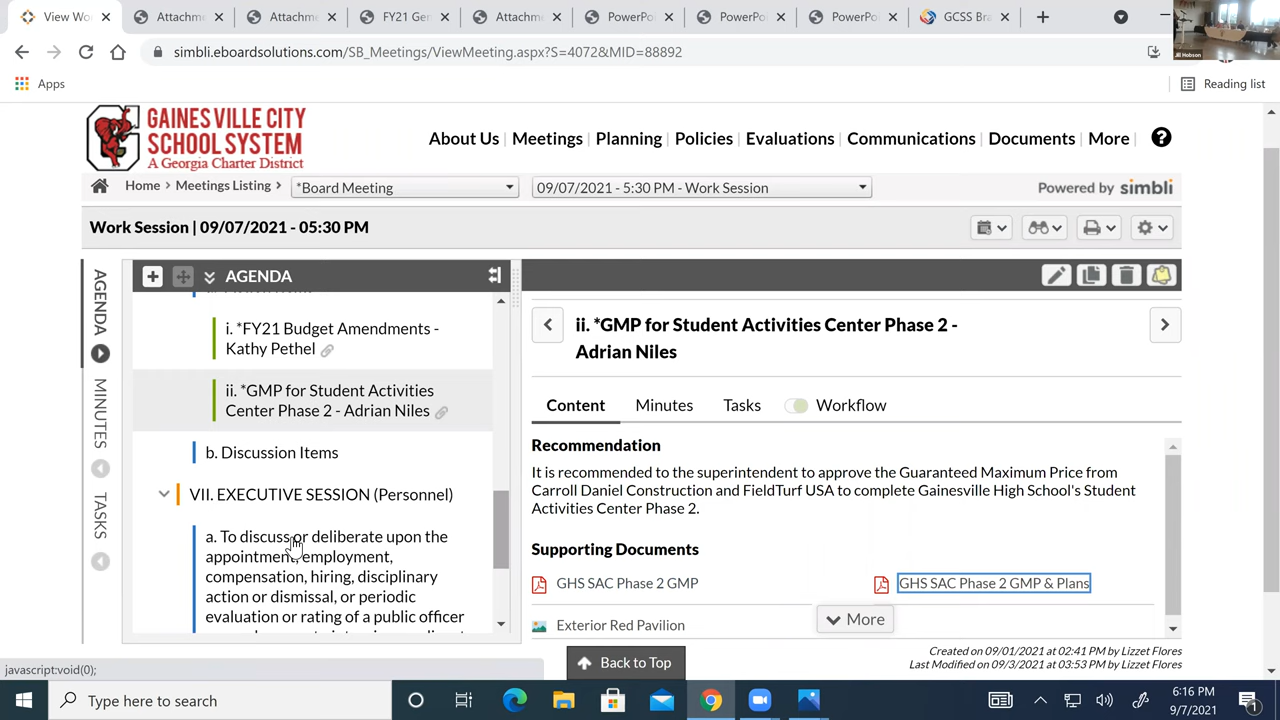 View Wo
Attachm
Attachm
FY21 Ger
Attachm
PowerPo
PowerPo
PowerPo
GCSS Bra
simbli.eboardsolutions.com/SB_Meetings/ViewMeeting.aspx?S=4072&MID=88892
Jill Hobson
Apps
Reading list
GAINESVILLE CITY
SCHOOL SYSTEM
A Georgia Charter District
About Us | Meetings | Planning | Policies | Evaluations | Communications | Documents | More |
Home > Meetings Listing >
*Board Meeting
09/07/2021 - 5:30 PM - Work Session
Powered by simbli
Work Session | 09/07/2021 - 05:30 PM
AGENDA
AGENDA
MINUTES
TASKS
i. *FY21 Budget Amendments -
Kathy Pethel
ii. *GMP for Student Activities
Center Phase 2 - Adrian Niles
b. Discussion Items
VII. EXECUTIVE SESSION (Personnel)
a. To discuss or deliberate upon the
appointment, employment,
compensation, hiring, disciplinary
action or dismissal, or periodic
evaluation or rating of a public officer
ii. *GMP for Student Activities Center Phase 2 -
Adrian Niles
Content
Minutes
Tasks
Workflow
Recommendation
It is recommended to the superintendent to approve the Guaranteed Maximum Price from
Carroll Daniel Construction and FieldTurf USA to complete Gainesville High School's Student
Activities Center Phase 2.
Supporting Documents
GHS SAC Phase 2 GMP
GHS SAC Phase 2 GMP & Plans
Exterior Red Pavilion
More
Created on 09/01/2021 at 02:41 PM by Lizzet Flores
Last Modified on 09/3/2021 at 03:53 PM by Lizzet Flores
Back to Top
javascript:void(0);
Type here to search
6:16 PM
9/7/2021
1